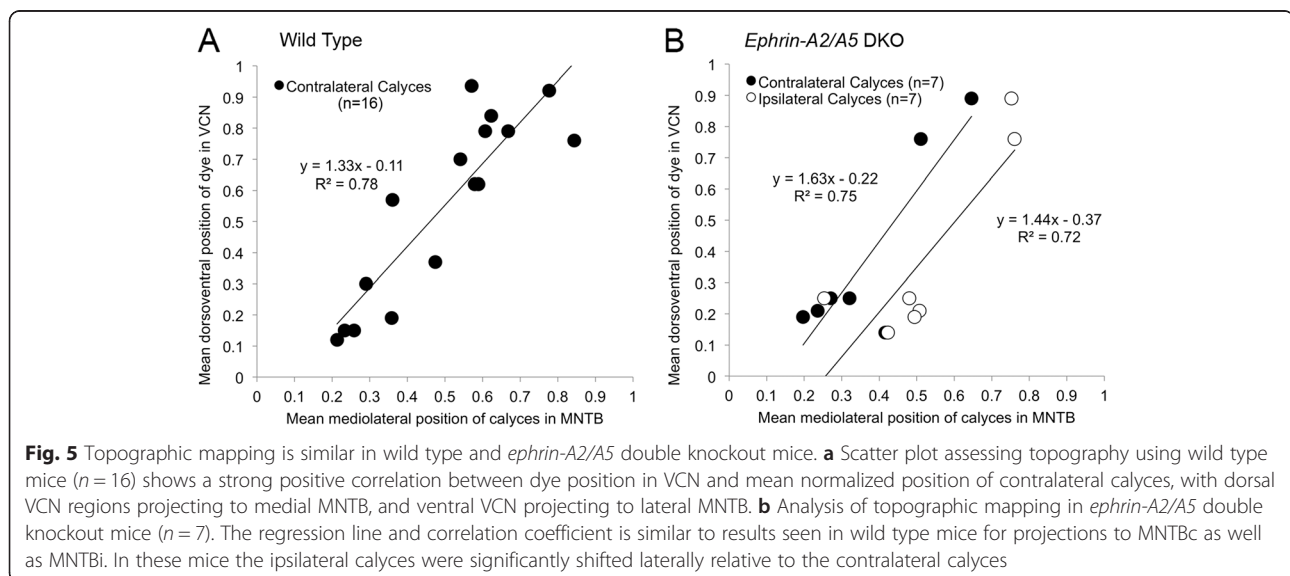 A Wild Type
Mean dorsoventral position of dye in VCN
1
0.9
0.8
0.7
0.6
0.5
0.4
0.3
0.2
0.1
0
Contralateral Calyces
(n=16)
y = 1.33x - 0.11
R² = 0.78
0 0.1 0.2 0.3 0.4 0.5 0.6 0.7 0.8 0.9 1
Mean mediolateral position of calyces in MNTB
B Ephrin-A2/A5 DKO
Mean dorsoventral position of dye in VCN
1
0.9
0.8
0.7
0.6
0.5
0.4
0.3
0.2
0.1
0
Contralateral Calyces (n=7)
Ipsilateral Calyces (n=7)
y = 1.63x - 0.22
R² = 0.75
y = 1.44x - 0.37
R² = 0.72
0 0.1 0.2 0.3 0.4 0.5 0.6 0.7 0.8 0.9 1
Mean mediolateral position of calyces in MNTB
Fig. 5 Topographic mapping is similar in wild type and ephrin-A2/A5 double knockout mice. a Scatter plot assessing topography using wild type
mice (n = 16) shows a strong positive correlation between dye position in VCN and mean normalized position of contralateral calyces, with dorsal
VCN regions projecting to medial MNTB, and ventral VCN projecting to lateral MNTB. b Analysis of topographic mapping in ephrin-A2/A5 double
knockout mice (n = 7). The regression line and correlation coefficient is similar to results seen in wild type mice for projections to MNTBc as well
as MNTBi. In these mice the ipsilateral calyces were significantly shifted laterally relative to the contralateral calyces